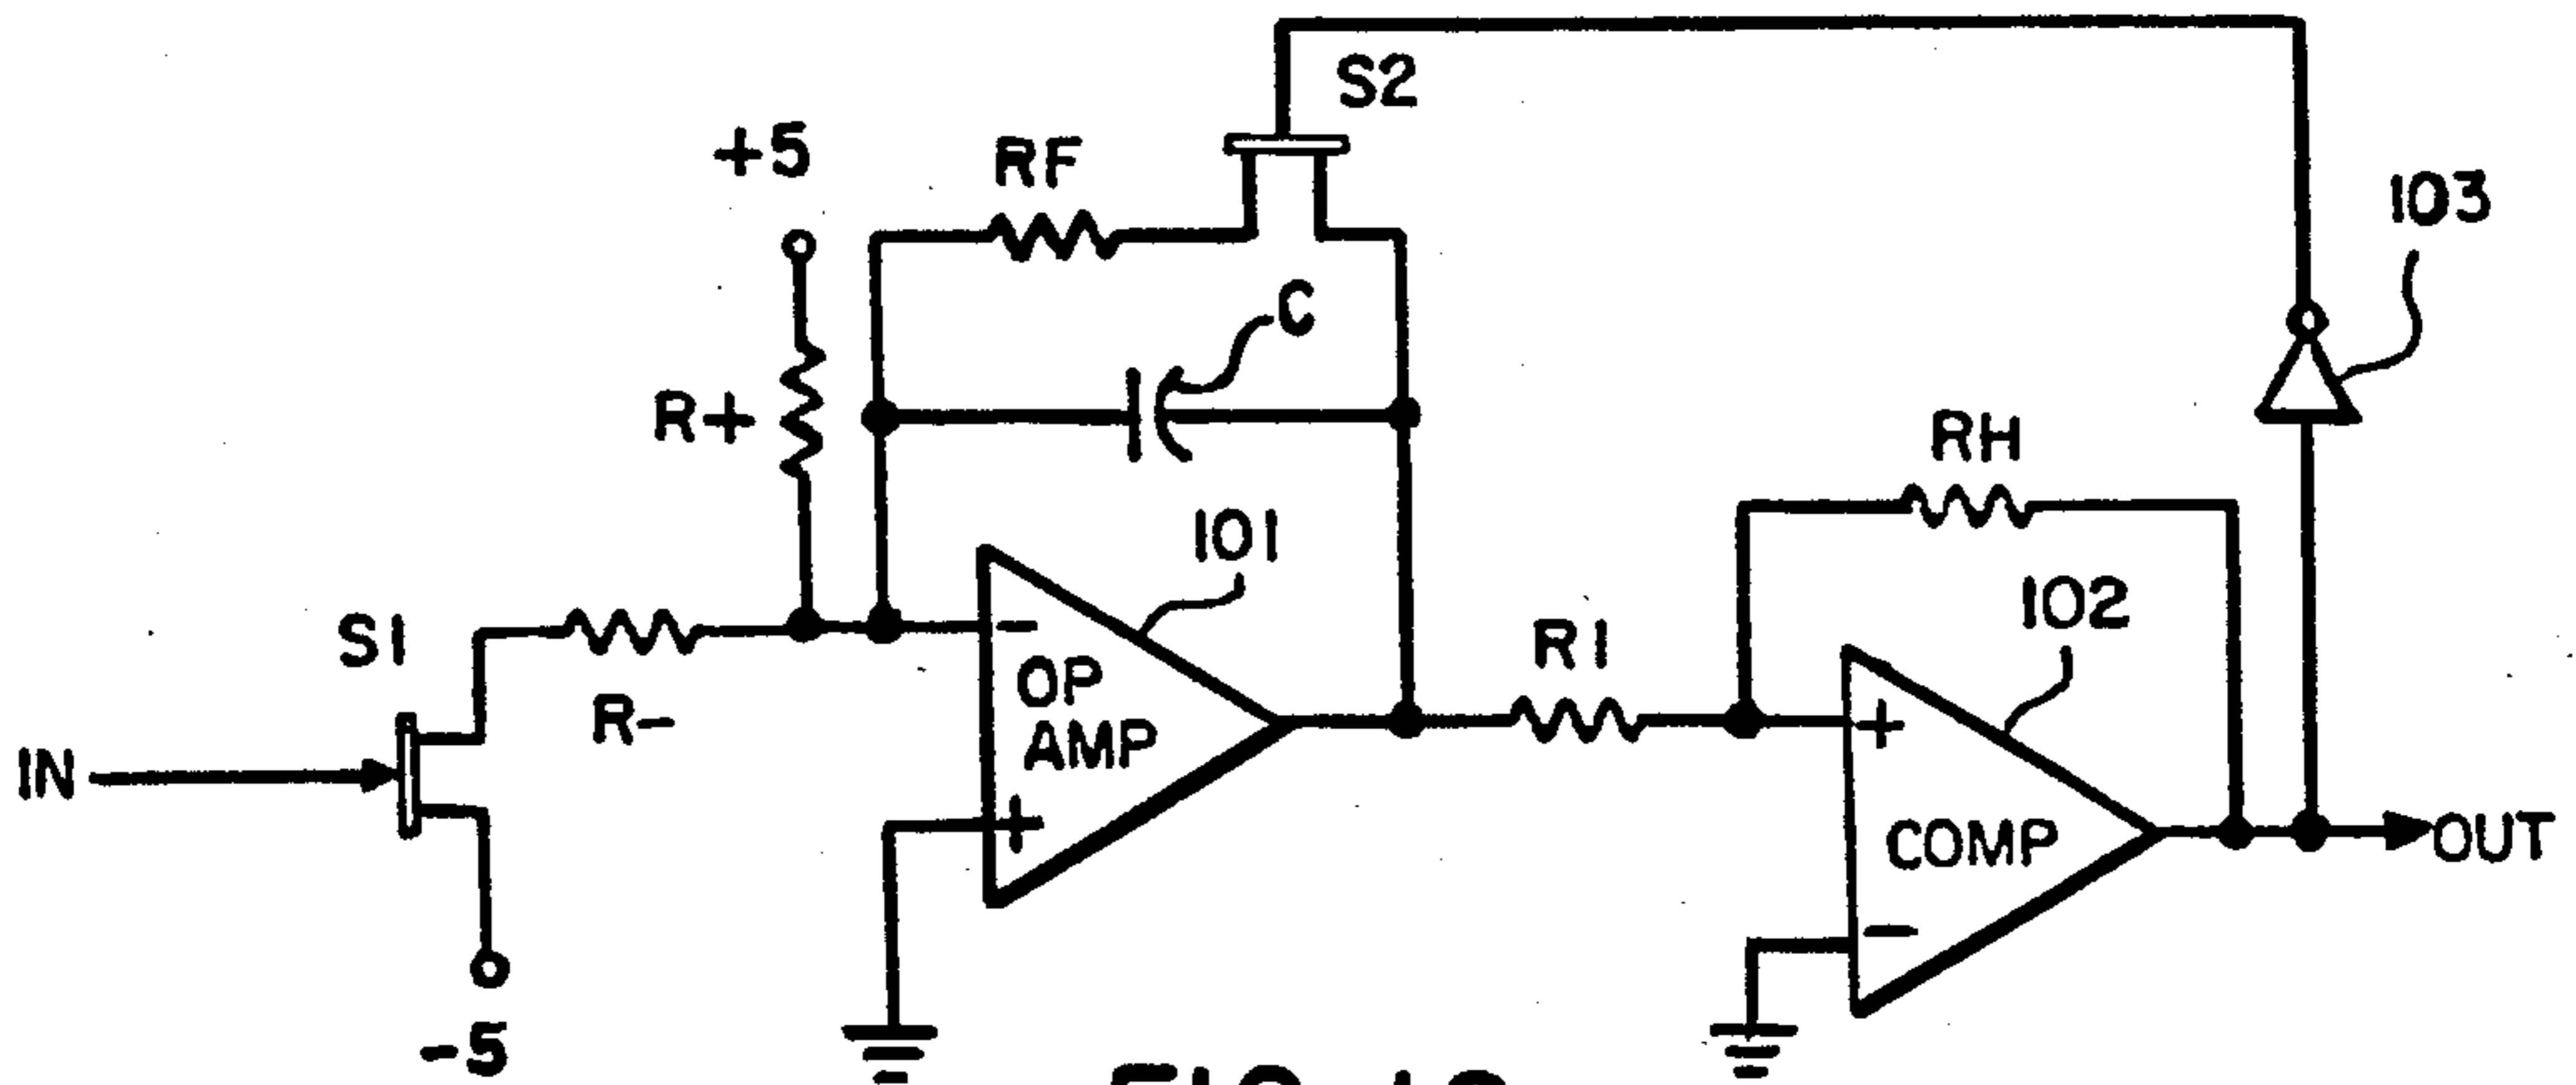 S2
+5
RF
103
C
R+
RH
101
S1
R1
102
R-
-
OP
AMP
+
IN
+
COMP
-
OUT
+
-5